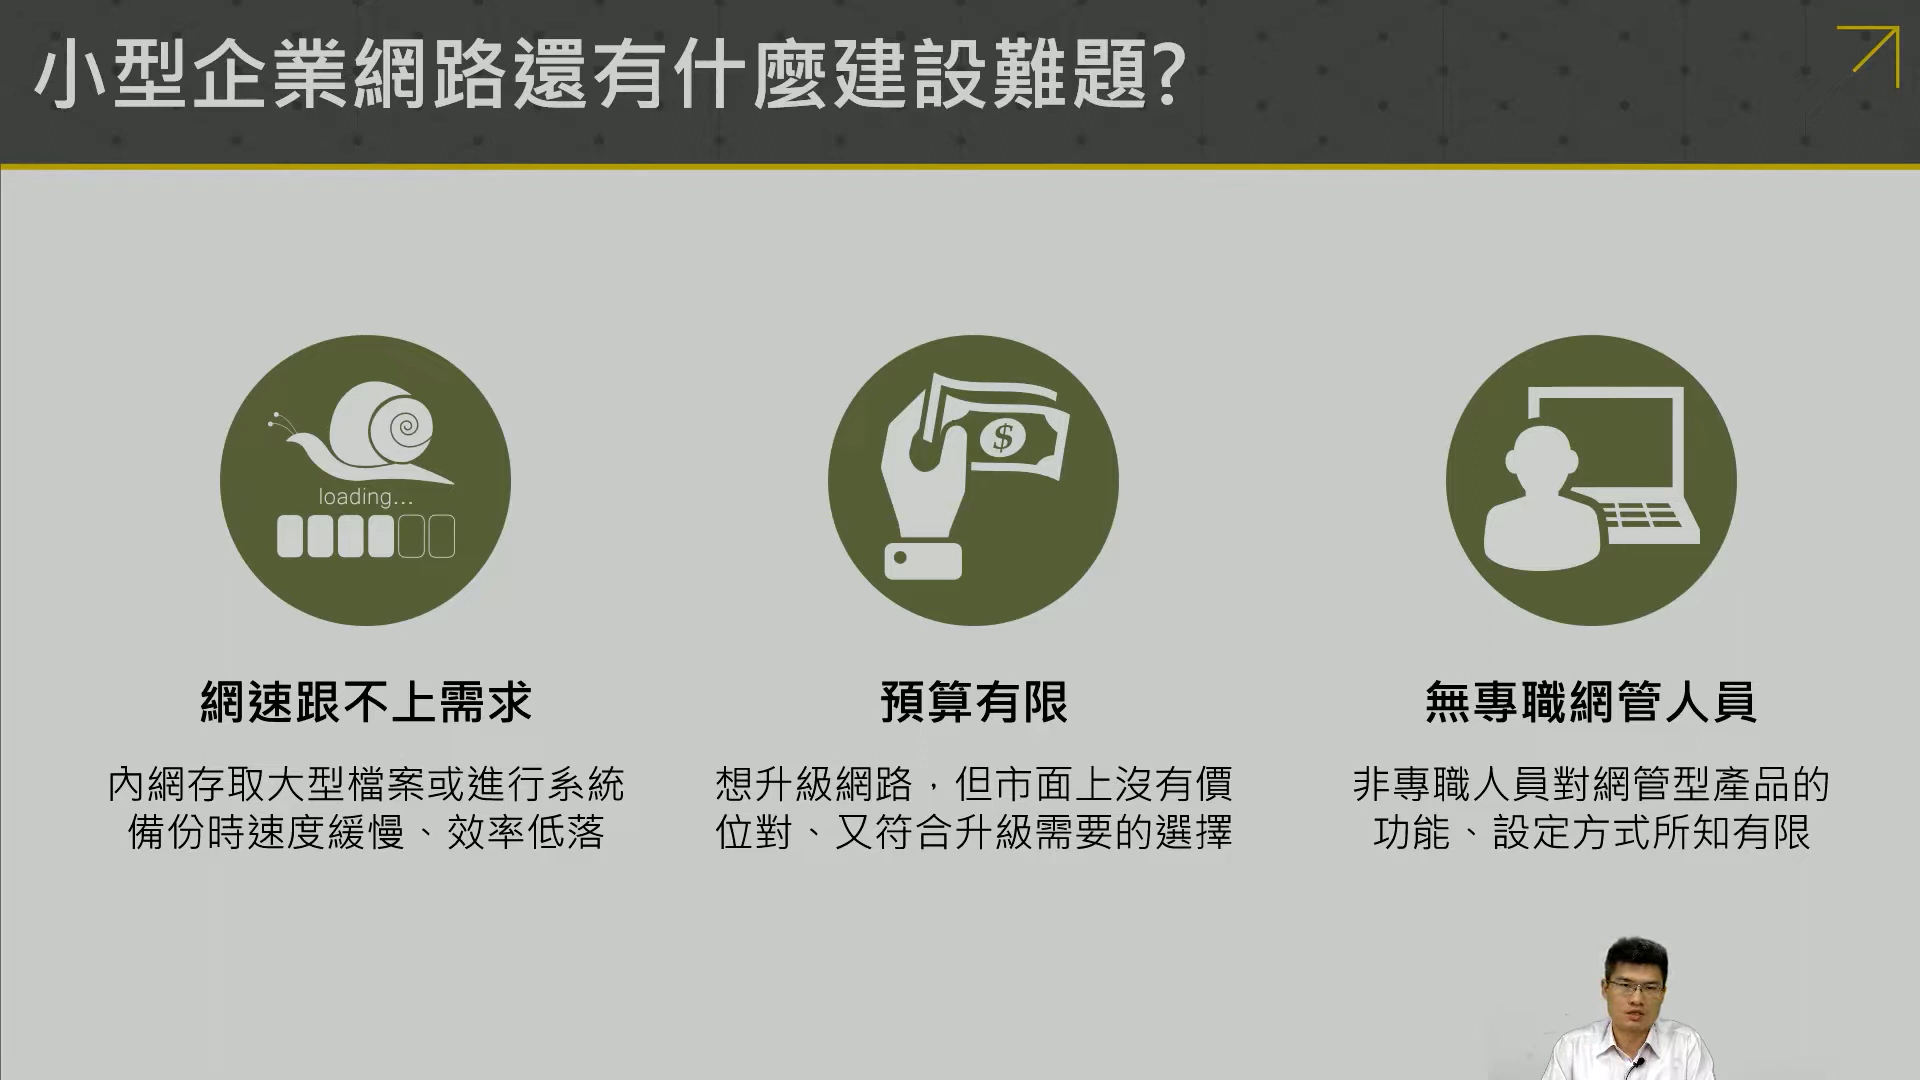 小型企業網路還有什麼建設難題?
loading...
$
網速跟不上需求
內網存取大型檔案或進行系統
備份時速度緩慢、效率低落
預算有限
想升級網路，但市面上沒有價
位對、又符合升級需要的選擇
無專職網管人員
非專職人員對網管型產品的
功能、設定方式所知有限